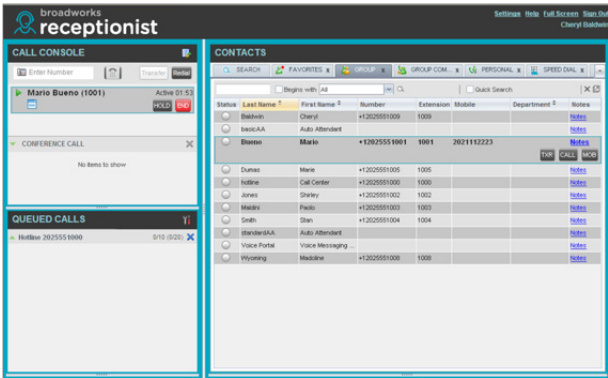 broadworks
receptionist
Settings Help Full Screen Sign Out
Cheryl Baldwin
CALL CONSOLE
Enter Number Transfer Redial
Mario Bueno (1001) Active 01:53
HOLD END
CONFERENCE CALL
No items to show
QUEUED CALLS
Hotline 2025551000 0/10 (0/20)
CONTACTS
SEARCH FAVORITES x GROUP x GROUP COM... x PERSONAL x SPEED DIAL x
Begins with All Quick Search
Status Last Name First Name Number Extension Mobile Department Notes
Baldwin Cheryl +12025551009 1009 Notes
basicAA Auto Attendant Notes
Bueno Mario +12025551001 1001 2021112223 Notes
TXR CALL MOB
Dumas Marie +12025551005 1005 Notes
hotline Call Center +12025551000 1000 Notes
Jones Shirley +12025551002 1002 Notes
Maldini Paolo +12025551003 1003 Notes
Smith Stan +12025551004 1004 Notes
standardAA Auto Attendant Notes
Voice Portal Voice Messaging ... Notes
Wyoming Madoline +12025551008 1008 Notes